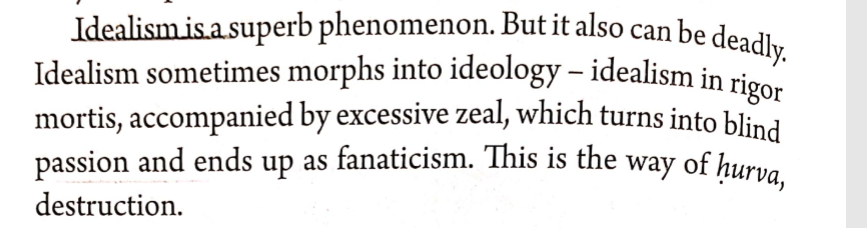 Idealism is a superb phenomenon. But it also can be deadly.
Idealism sometimes morphs into ideology – idealism in rigor
mortis, accompanied by excessive zeal, which turns into blind
passion and ends up as fanaticism. This is the way of ḥurva,
destruction.